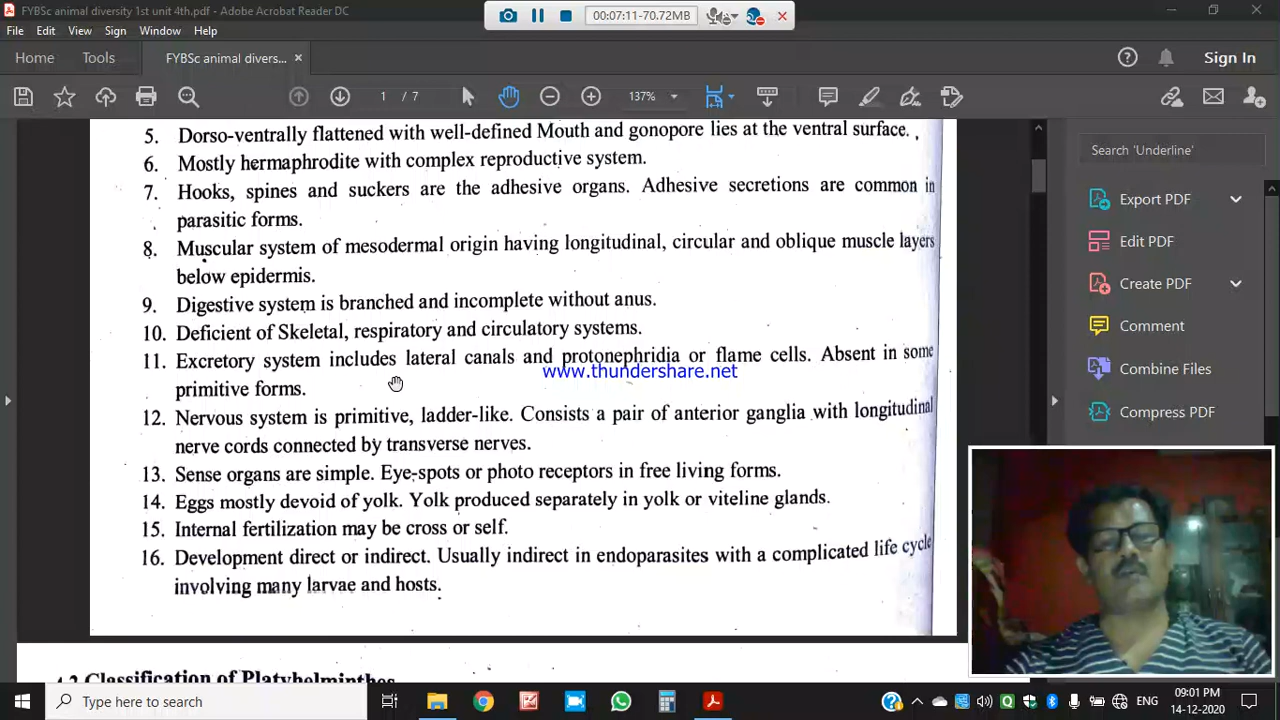 FYBSc animal diversity 1st unit 4th.pdf - Adobe Acrobat Reader DC
00:07:11-70.72MB
File Edit View Sign Window Help
Home Tools FYBSc animal divers... × Sign In
1 / 7 137%
5. Dorso-ventrally flattened with well-defined Mouth and gonopore lies at the ventral surface.
6. Mostly hermaphrodite with complex reproductive system.
7. Hooks, spines and suckers are the adhesive organs. Adhesive secretions are common in
parasitic forms.
8. Muscular system of mesodermal origin having longitudinal, circular and oblique muscle layers
below epidermis.
9. Digestive system is branched and incomplete without anus.
10. Deficient of Skeletal, respiratory and circulatory systems.
11. Excretory system includes lateral canals and protonephridia or flame cells. Absent in some
www.thundershare.net
primitive forms.
12. Nervous system is primitive, ladder-like. Consists a pair of anterior ganglia with longitudinal
nerve cords connected by transverse nerves.
13. Sense organs are simple. Eye-spots or photo receptors in free living forms.
14. Eggs mostly devoid of yolk. Yolk produced separately in yolk or viteline glands.
15. Internal fertilization may be cross or self.
16. Development direct or indirect. Usually indirect in endoparasites with a complicated life cycle
involving many larvae and hosts.
4.2 Classification of Platyhelminthes
Search 'Underline'
Export PDF
Edit PDF
Create PDF
Comment
Combine Files
Compress PDF
Type here to search
ENG
09:01 PM
14-12-2020